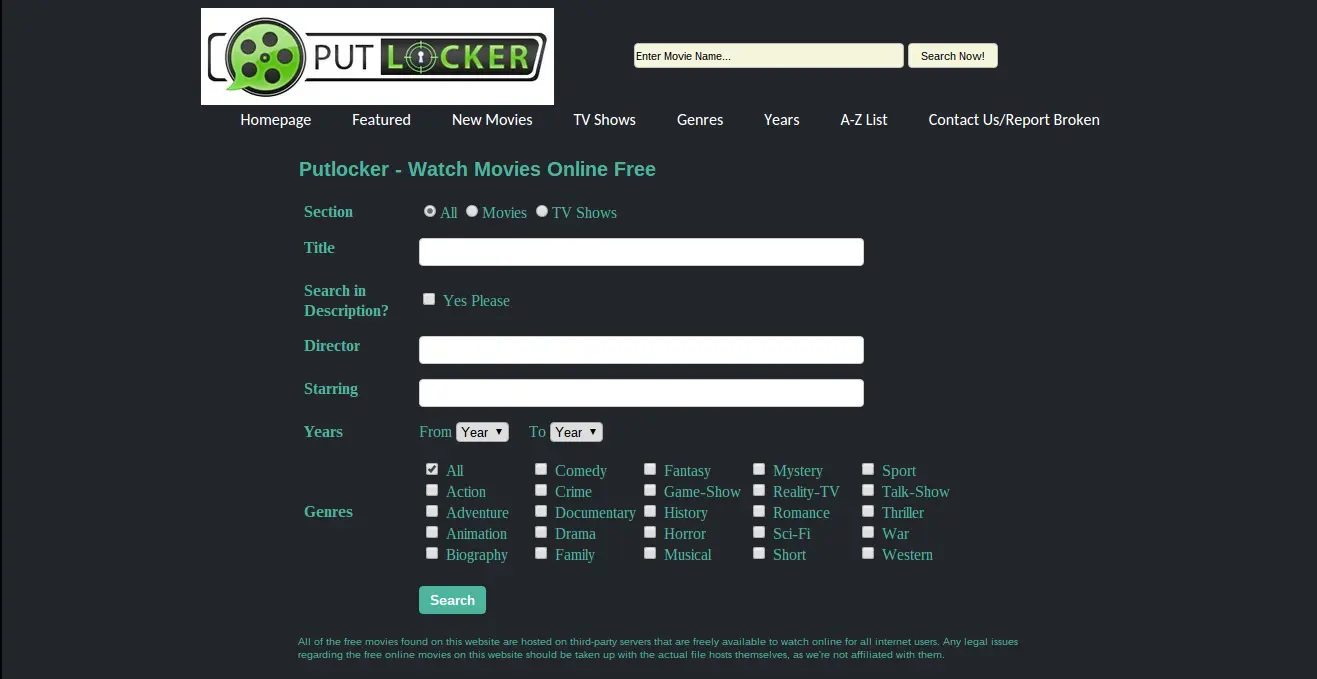 PUT LOCKER
Enter Movie Name... Search Now!
Homepage Featured New Movies TV Shows Genres Years A-Z List Contact Us/Report Broken
Putlocker - Watch Movies Online Free
Section All Movies TV Shows
Title
Search in
Description? Yes Please
Director
Starring
Years From Year To Year
All Comedy Fantasy Mystery Sport
Action Crime Game-Show Reality-TV Talk-Show
Genres Adventure Documentary History Romance Thriller
Animation Drama Horror Sci-Fi War
Biography Family Musical Short Western
Search
All of the free movies found on this website are hosted on third-party servers that are freely available to watch online for all internet users. Any legal issues
regarding the free online movies on this website should be taken up with the actual file hosts themselves, as we're not affiliated with them.